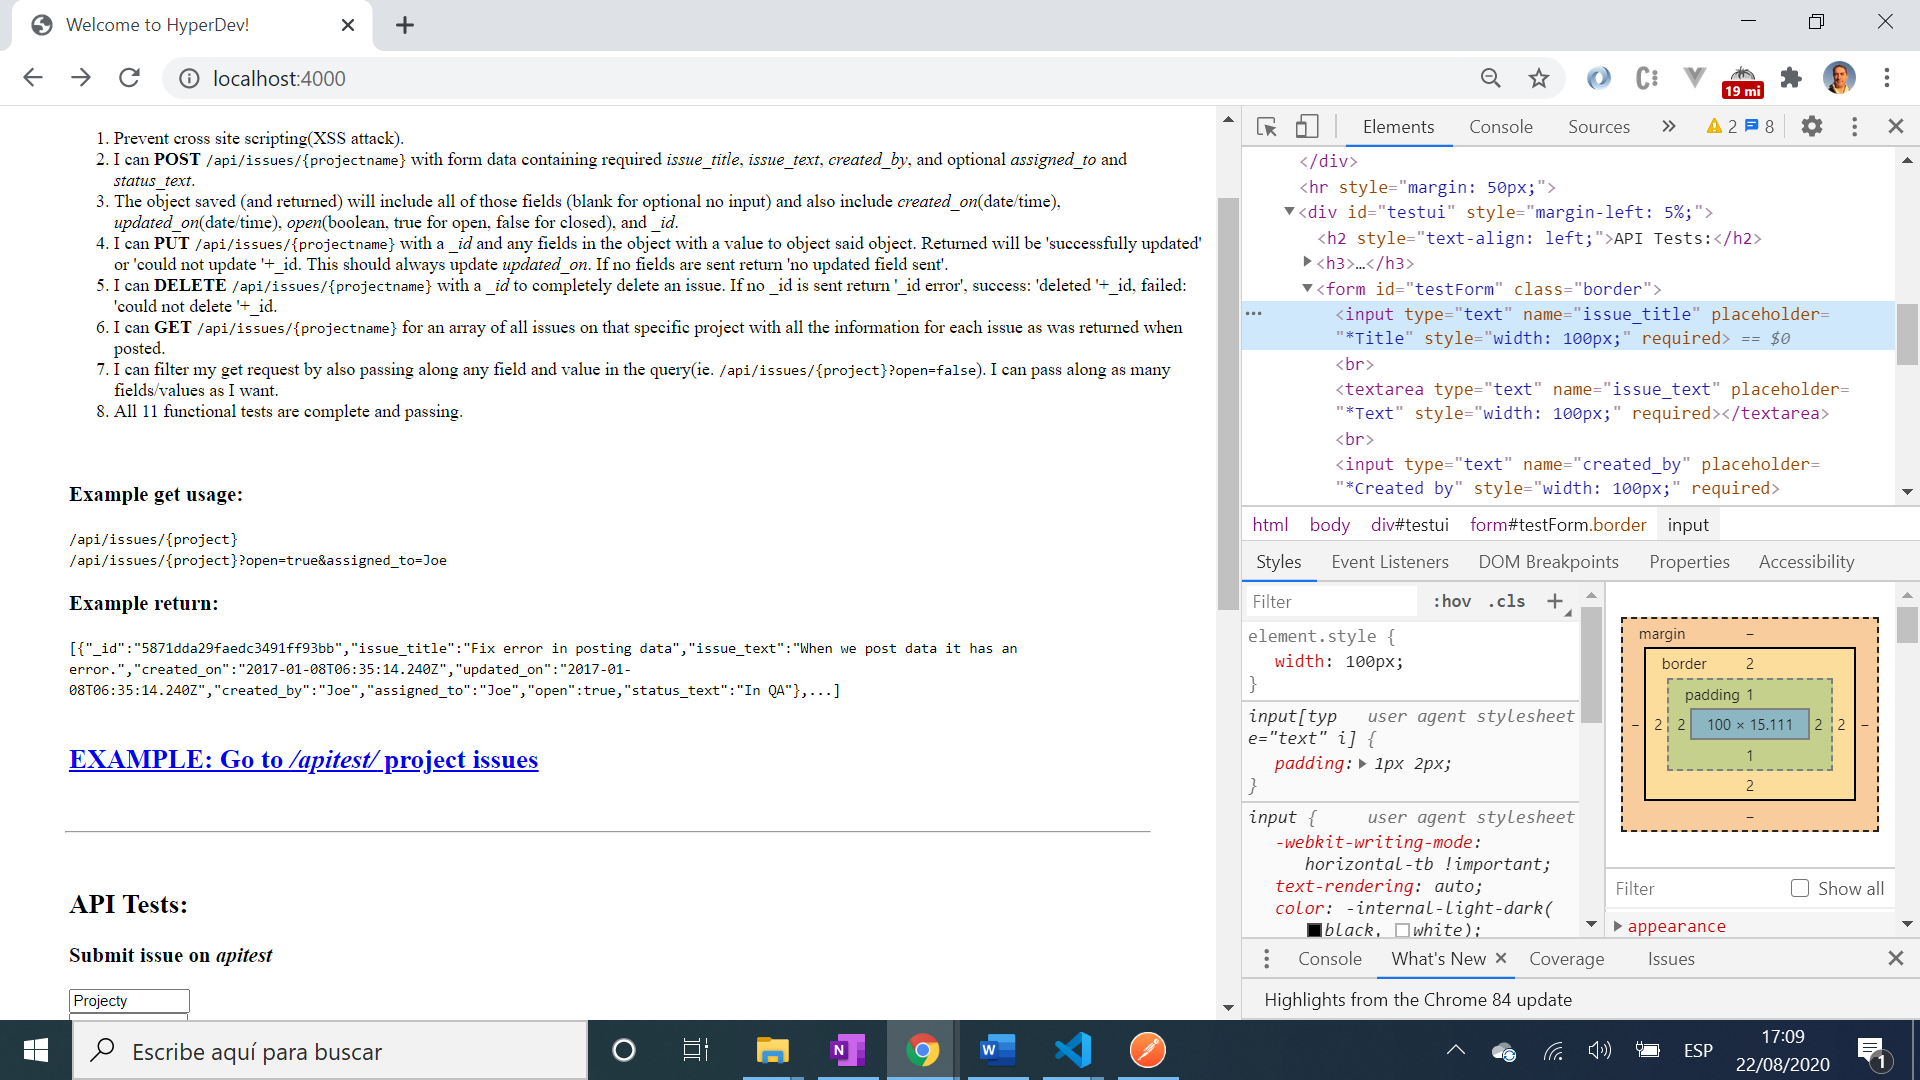 Welcome to HyperDev!
localhost:4000
19 mi
1. Prevent cross site scripting(XSS attack).
2. I can POST /api/issues/{projectname} with form data containing required issue_title, issue_text, created_by, and optional assigned_to and
status_text.
3. The object saved (and returned) will include all of those fields (blank for optional no input) and also include created_on(date/time),
updated_on(date/time), open(boolean, true for open, false for closed), and _id.
4. I can PUT /api/issues/{projectname} with a _id and any fields in the object with a value to object said object. Returned will be 'successfully updated'
or 'could not update '+_id. This should always update updated_on. If no fields are sent return 'no updated field sent'.
5. I can DELETE /api/issues/{projectname} with a _id to completely delete an issue. If no _id is sent return '_id error', success: 'deleted '+_id, failed:
'could not delete '+_id.
6. I can GET /api/issues/{projectname} for an array of all issues on that specific project with all the information for each issue as was returned when
posted.
7. I can filter my get request by also passing along any field and value in the query(ie. /api/issues/{project}?open=false). I can pass along as many
fields/values as I want.
8. All 11 functional tests are complete and passing.
Example get usage:
/api/issues/{project}
/api/issues/{project}?open=true&assigned_to=Joe
Example return:
[{"_id":"5871dda29faedc3491ff93bb","issue_title":"Fix error in posting data","issue_text":"When we post data it has an
error.","created_on":"2017-01-08T06:35:14.240Z","updated_on":"2017-01-
08T06:35:14.240Z","created_by":"Joe","assigned_to":"Joe","open":true,"status_text":"In QA"},...]
EXAMPLE: Go to /apitest/ project issues
API Tests:
Submit issue on apitest
Projecty
Elements Console Sources » 2 8
</div>
<hr style="margin: 50px;">
<div id="testui" style="margin-left: 5%;">
<h2 style="text-align: left;">API Tests:</h2>
<h3>…</h3>
<form id="testForm" class="border">
<input type="text" name="issue_title" placeholder=
"*Title" style="width: 100px;" required> == $0
<br>
<textarea type="text" name="issue_text" placeholder=
"*Text" style="width: 100px;" required></textarea>
<br>
<input type="text" name="created_by" placeholder=
"*Created by" style="width: 100px;" required>
html body div#testui form#testForm.border input
Styles Event Listeners DOM Breakpoints Properties Accessibility
Filter :hov .cls +
element.style {
width: 100px;
}
input[typ user agent stylesheet
e="text" i] {
padding: 1px 2px;
}
input { user agent stylesheet
-webkit-writing-mode:
horizontal-tb !important;
text-rendering: auto;
color: -internal-light-dark(
black, white);
margin –
border 2
padding 1
– 2 2 100 × 15.111 2 2 –
1
2
–
Filter Show all
appearance
Console What's New Coverage Issues
Highlights from the Chrome 84 update
Escribe aquí para buscar
ESP
17:09
22/08/2020
1